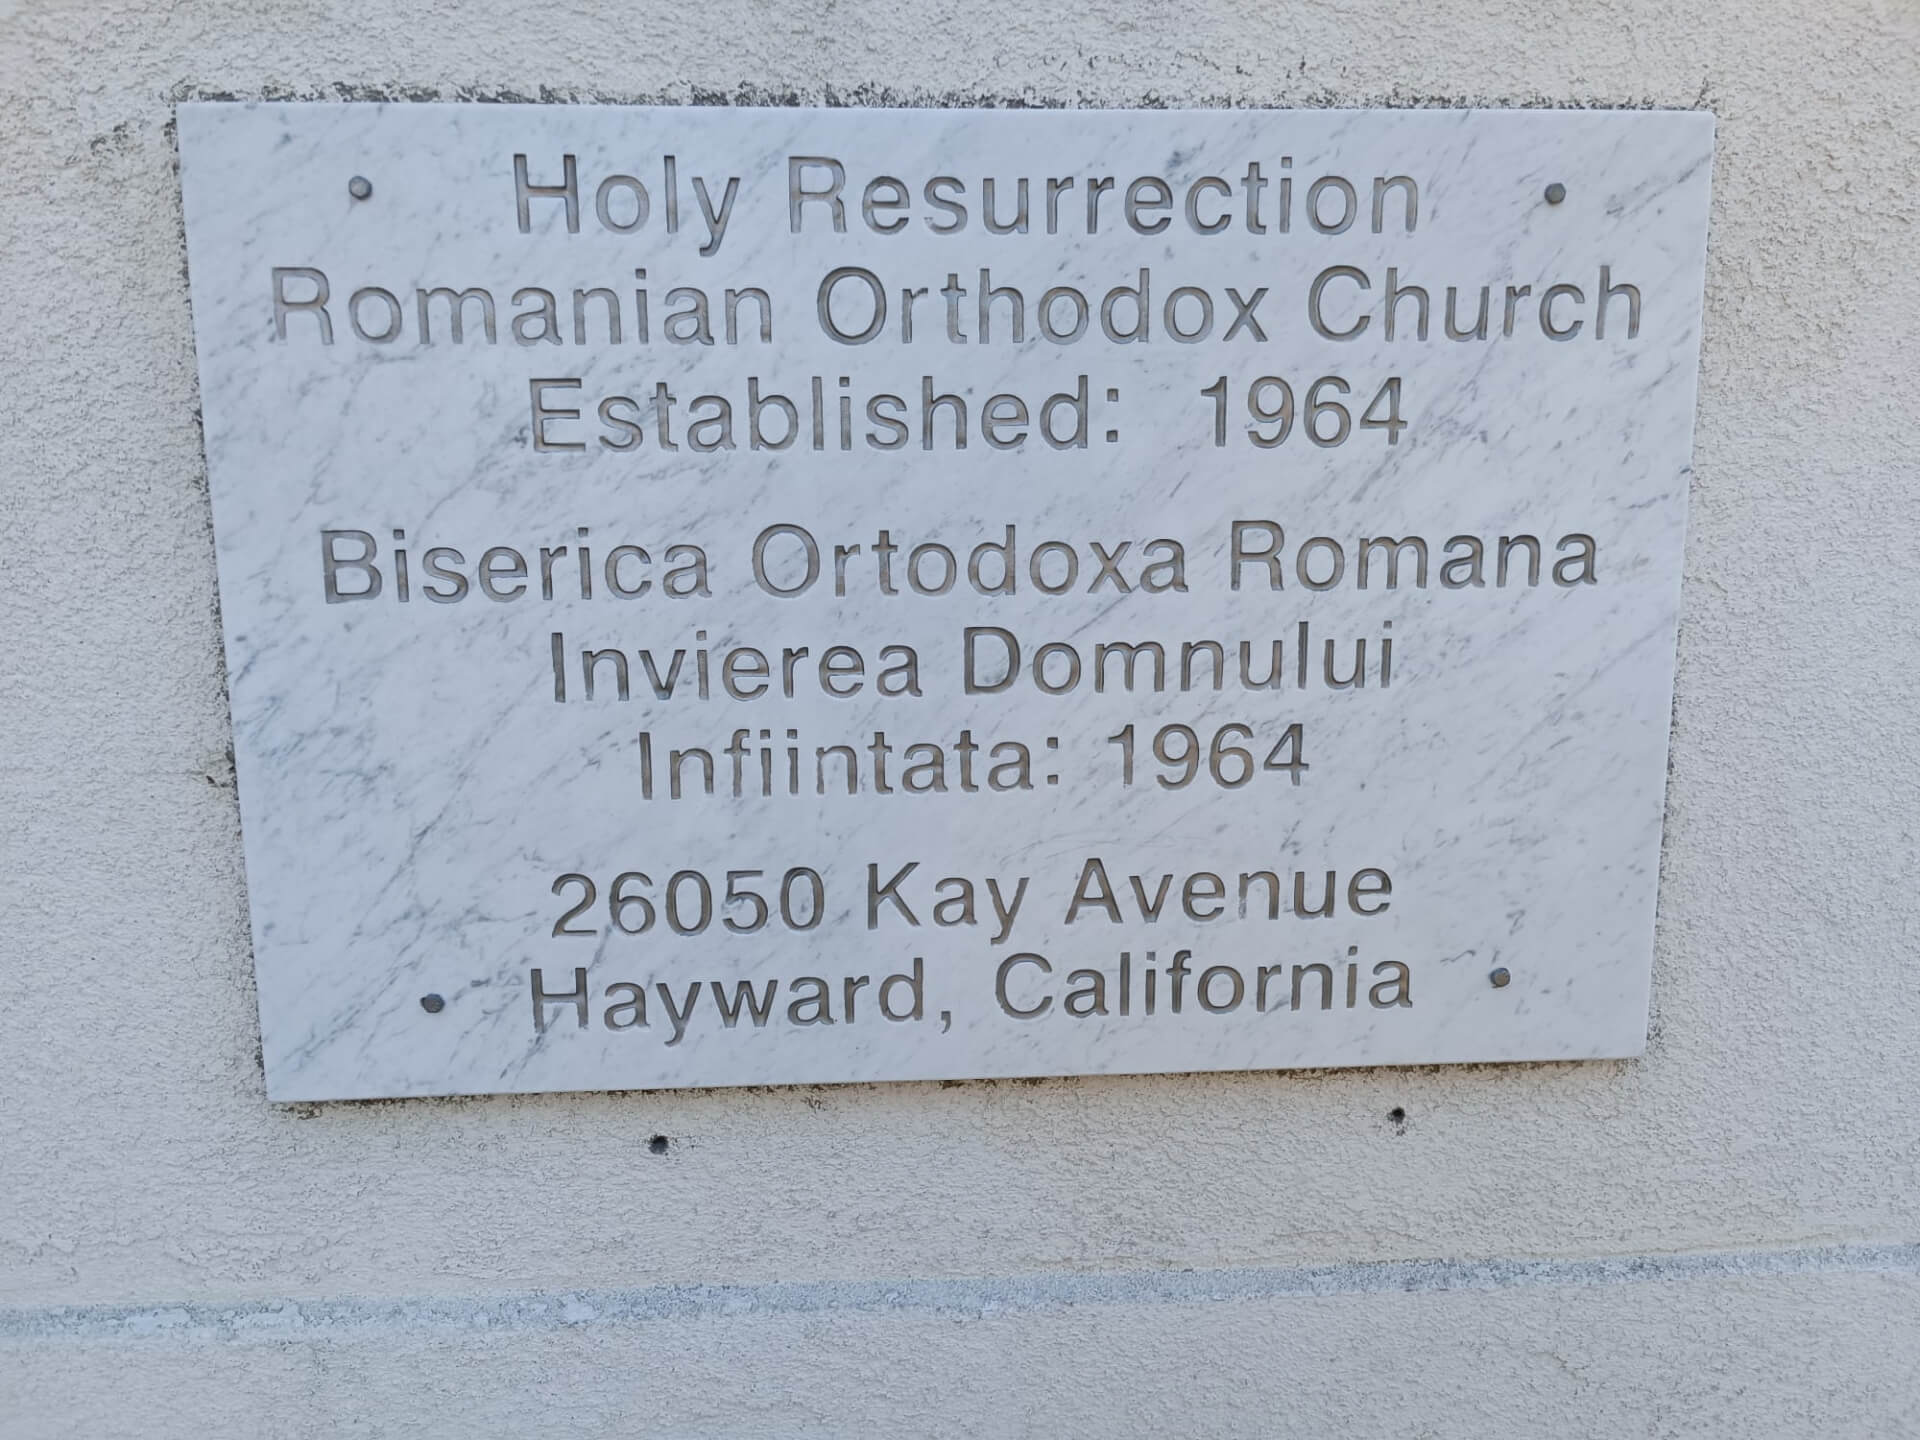 Holy Resurrection
Romanian Orthodox Church
Established: 1964
Biserica Ortodoxa Romana
Invierea Domnului
Infiintata: 1964
26050 Kay Avenue
Hayward, California